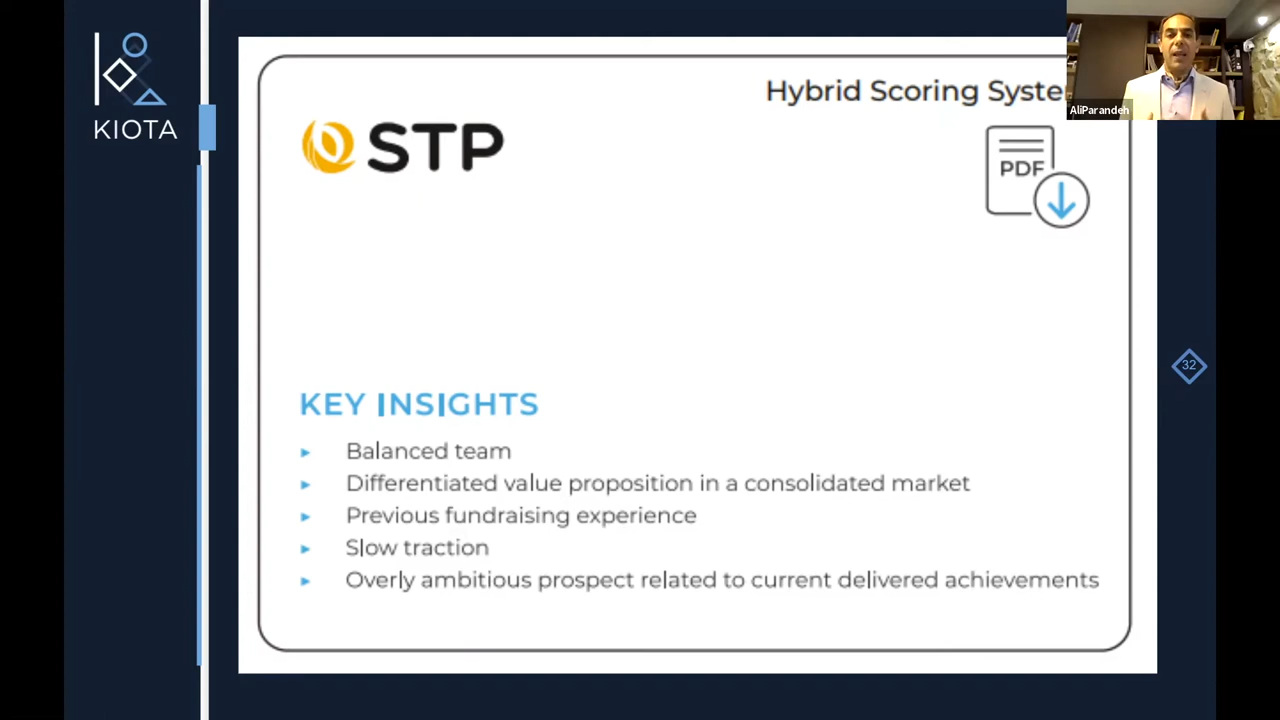 KIOTA
Hybrid Scoring Syste
AliParandeh
STP
PDF
32
KEY INSIGHTS
Balanced team
Differentiated value proposition in a consolidated market
Previous fundraising experience
Slow traction
Overly ambitious prospect related to current delivered achievements